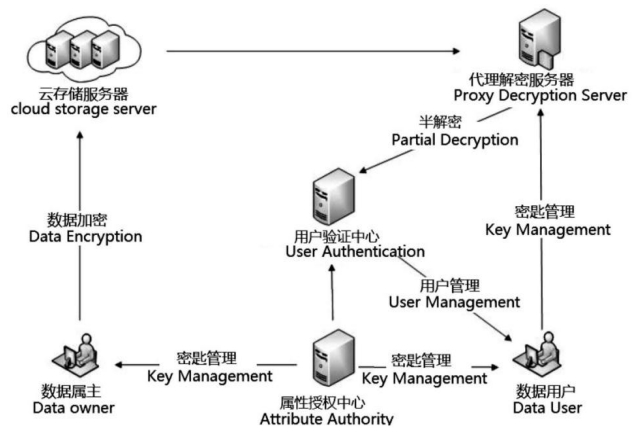 云存储服务器
cloud storage server
代理解密服务器
Proxy Decryption Server
半解密
Partial Decryption
数据加密
Data Encryption
用户验证中心
User Authentication
密匙管理
Key Management
用户管理
User Management
密匙管理
Key Management
密匙管理
Key Management
数据属主
Data owner
属性授权中心
Attribute Authority
数据用户
Data User